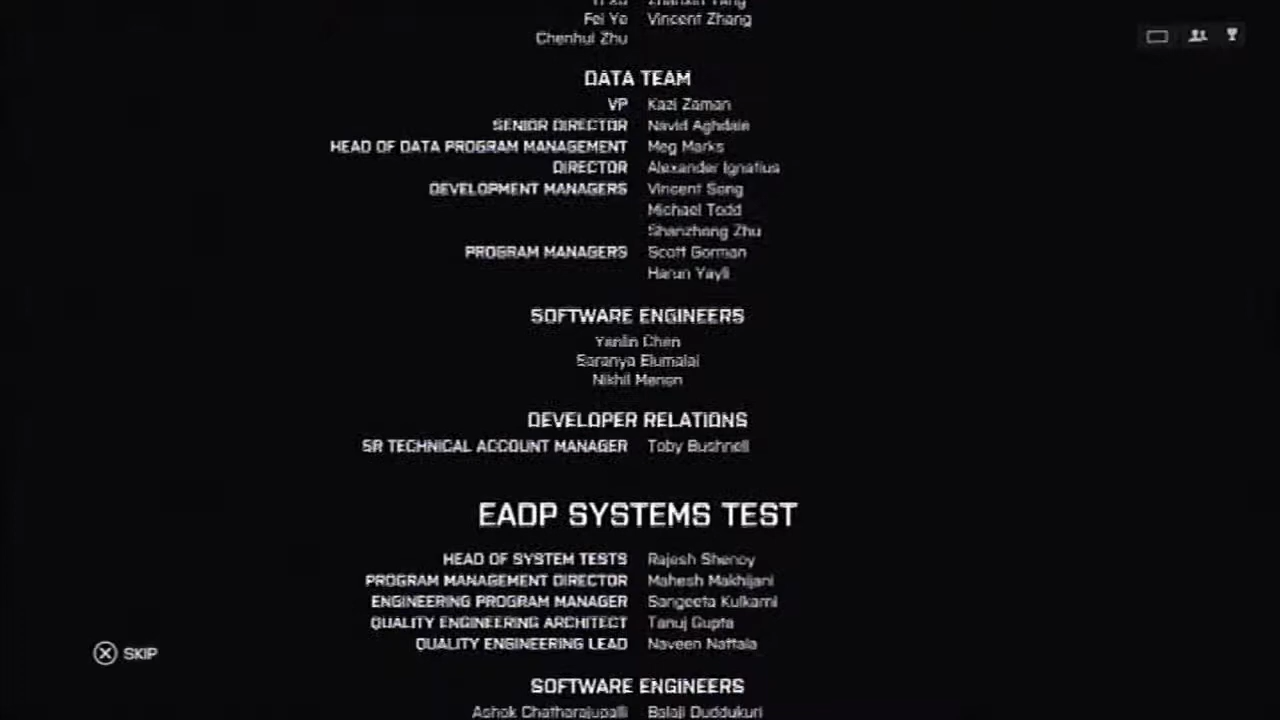 Fei Ye Vincent Zhang
Chenhui Zhu
DATA TEAM
VP Kazi Zaman
SENIOR DIRECTOR Navid Aghdaie
HEAD OF DATA PROGRAM MANAGEMENT Meg Marks
DIRECTOR Alexander Ignatius
DEVELOPMENT MANAGERS Vincent Song
Michael Todd
Shanzhong Zhu
PROGRAM MANAGERS Scott Gorman
Harun Yayli
SOFTWARE ENGINEERS
Yanlin Chen
Saranya Elumalai
Nikhil Menon
DEVELOPER RELATIONS
SR TECHNICAL ACCOUNT MANAGER Toby Bushnell
EADP SYSTEMS TEST
HEAD OF SYSTEM TESTS Rajesh Shenoy
PROGRAM MANAGEMENT DIRECTOR Mahesh Makhijani
ENGINEERING PROGRAM MANAGER Sangeeta Kulkarni
QUALITY ENGINEERING ARCHITECT Tanuj Gupta
QUALITY ENGINEERING LEAD Naveen Nattala
SKIP
SOFTWARE ENGINEERS
Ashok Chatharajupalli Balaji Duddukuri